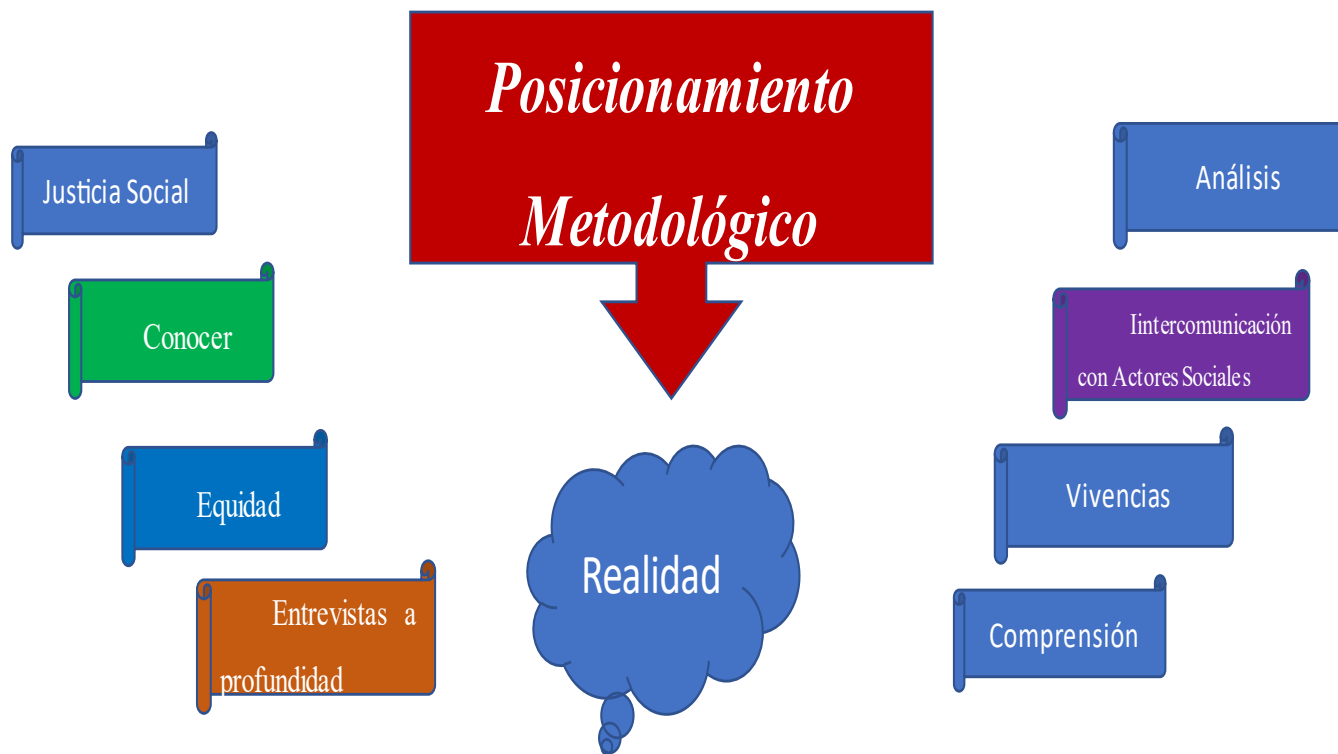 Posicionamiento
Metodológico
Justicia Social
Conocer
Equidad
Entrevistas a
profundidad
Realidad
Análisis
Iintercomunicación
con Actores Sociales
Vivencias
Comprensión